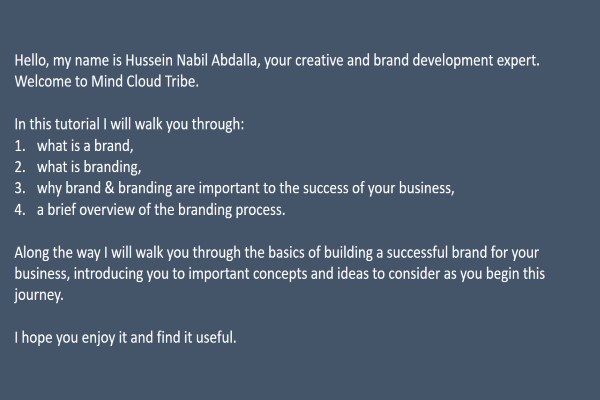 Hello, my name is Hussein Nabil Abdalla, your creative and brand development expert.
Welcome to Mind Cloud Tribe.
In this tutorial I will walk you through:
1. what is a brand,
2. what is branding,
3. why brand & branding are important to the success of your business,
4. a brief overview of the branding process.
Along the way I will walk you through the basics of building a successful brand for your
business, introducing you to important concepts and ideas to consider as you begin this
journey.
I hope you enjoy it and find it useful.